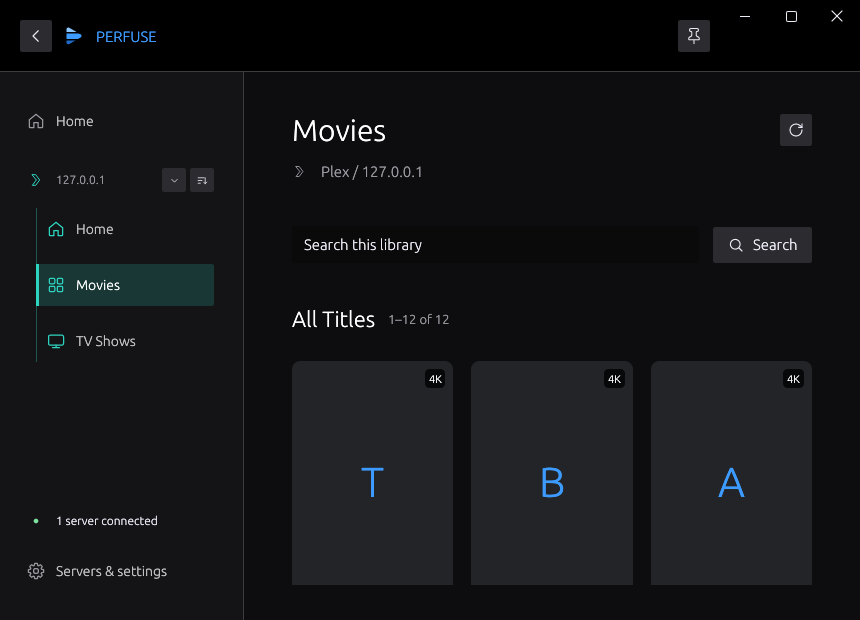 PERFUSE
Home
127.0.0.1
Home
Movies
TV Shows
1 server connected
Servers & settings
Movies
Plex / 127.0.0.1
Search this library
Search
All Titles 1–12 of 12
4K
T
4K
B
4K
A